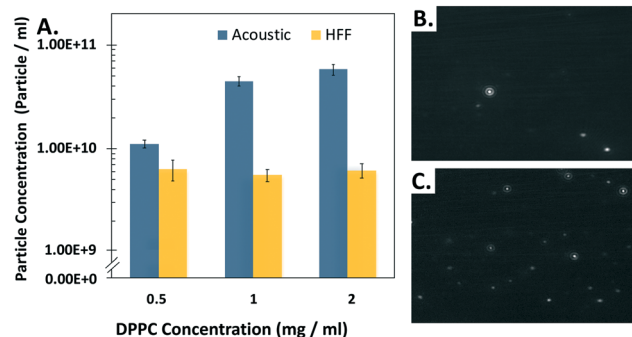 A.
Acoustic HFF
Particle Concentration (Particle / ml)
1.00E+11
1.00E+10
1.00E+9
0.00E+0
0.5 1 2
DPPC Concentration (mg / ml)
B.
C.